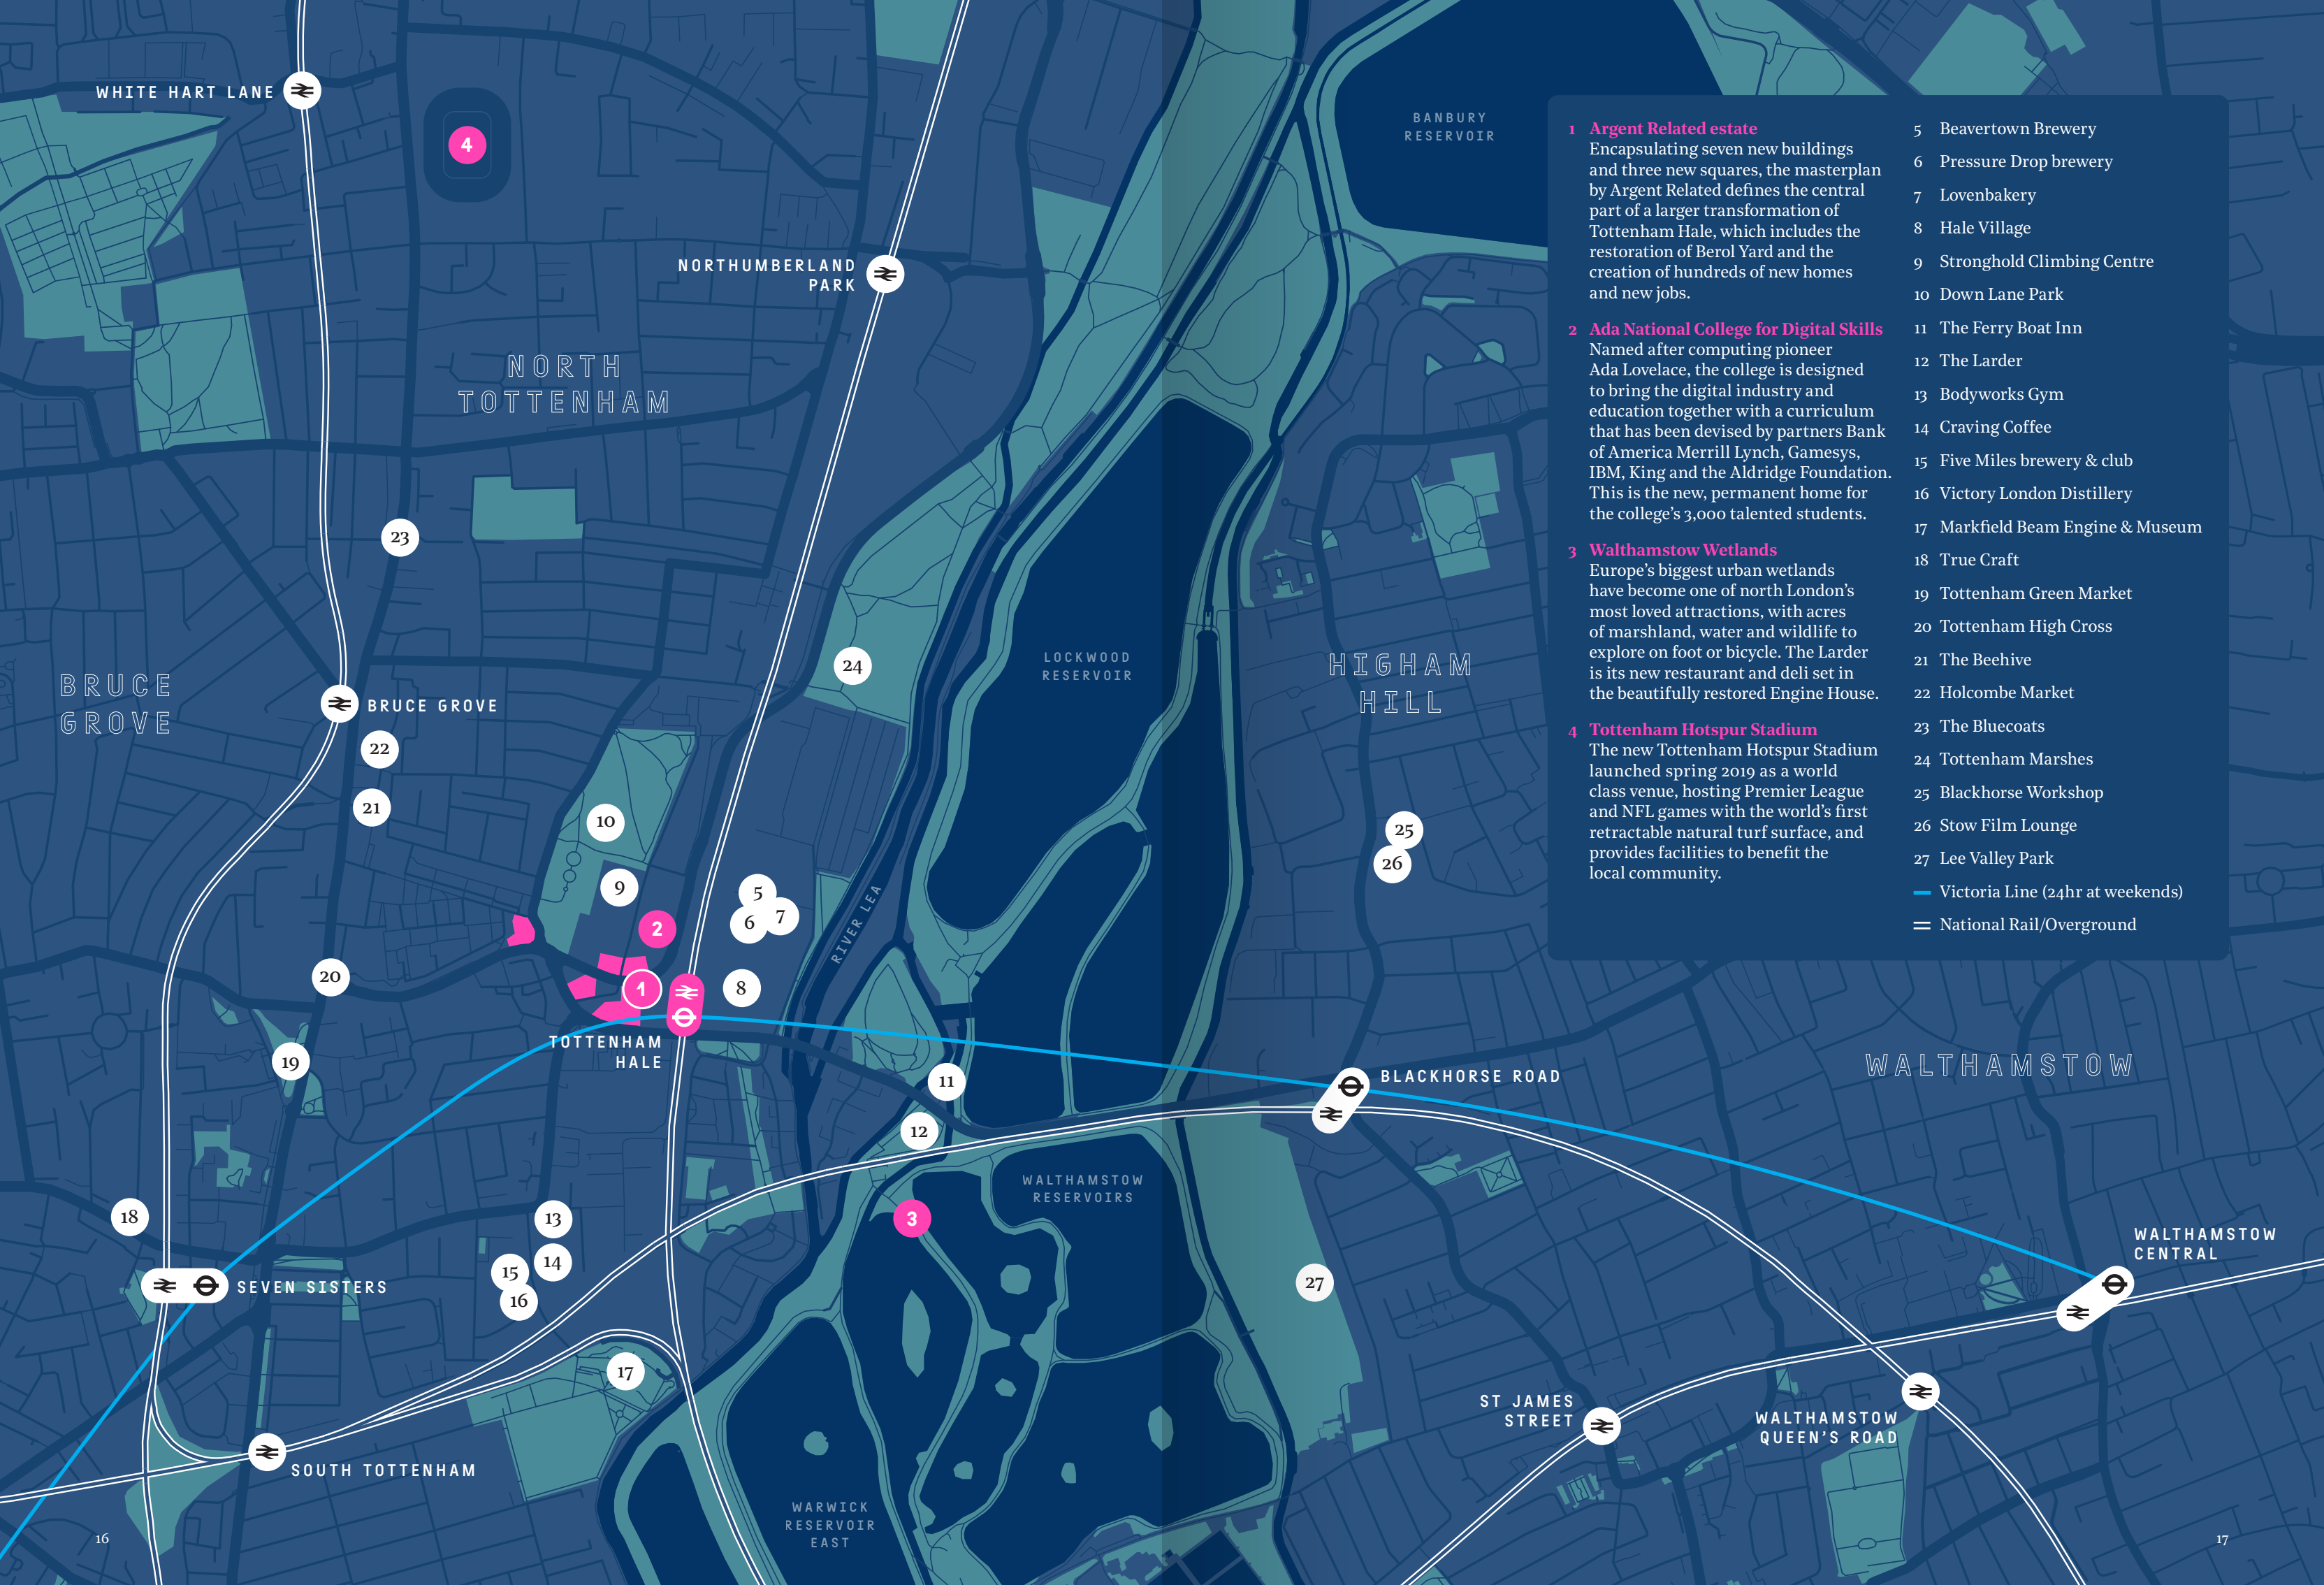 WHITE HART LANE
4
NORTHUMBERLAND
PARK
NORTH
TOTTENHAM
BANBURY
RESERVOIR
23
24
LOCKWOOD
RESERVOIR
HIGHAM
HILL
BRUCE
GROVE
BRUCE GROVE
22
21
10
9
2
5
6
7
25
26
RIVER LEA
20
1
8
TOTTENHAM
HALE
19
11
12
BLACKHORSE ROAD
WALTHAMSTOW
WALTHAMSTOW
RESERVOIRS
3
18
13
14
15
16
SEVEN SISTERS
27
WALTHAMSTOW
CENTRAL
17
ST JAMES
STREET
WALTHAMSTOW
QUEEN'S ROAD
SOUTH TOTTENHAM
WARWICK
RESERVOIR
EAST
1 Argent Related estate
Encapsulating seven new buildings
and three new squares, the masterplan
by Argent Related defines the central
part of a larger transformation of
Tottenham Hale, which includes the
restoration of Berol Yard and the
creation of hundreds of new homes
and new jobs.
2 Ada National College for Digital Skills
Named after computing pioneer
Ada Lovelace, the college is designed
to bring the digital industry and
education together with a curriculum
that has been devised by partners Bank
of America Merrill Lynch, Gamesys,
IBM, King and the Aldridge Foundation.
This is the new, permanent home for
the college's 3,000 talented students.
3 Walthamstow Wetlands
Europe's biggest urban wetlands
have become one of north London's
most loved attractions, with acres
of marshland, water and wildlife to
explore on foot or bicycle. The Larder
is its new restaurant and deli set in
the beautifully restored Engine House.
4 Tottenham Hotspur Stadium
The new Tottenham Hotspur Stadium
launched spring 2019 as a world
class venue, hosting Premier League
and NFL games with the world's first
retractable natural turf surface, and
provides facilities to benefit the
local community.
5 Beavertown Brewery
6 Pressure Drop brewery
7 Lovenbakery
8 Hale Village
9 Stronghold Climbing Centre
10 Down Lane Park
11 The Ferry Boat Inn
12 The Larder
13 Bodyworks Gym
14 Craving Coffee
15 Five Miles brewery & club
16 Victory London Distillery
17 Markfield Beam Engine & Museum
18 True Craft
19 Tottenham Green Market
20 Tottenham High Cross
21 The Beehive
22 Holcombe Market
23 The Bluecoats
24 Tottenham Marshes
25 Blackhorse Workshop
26 Stow Film Lounge
27 Lee Valley Park
Victoria Line (24hr at weekends)
National Rail/Overground
16
17